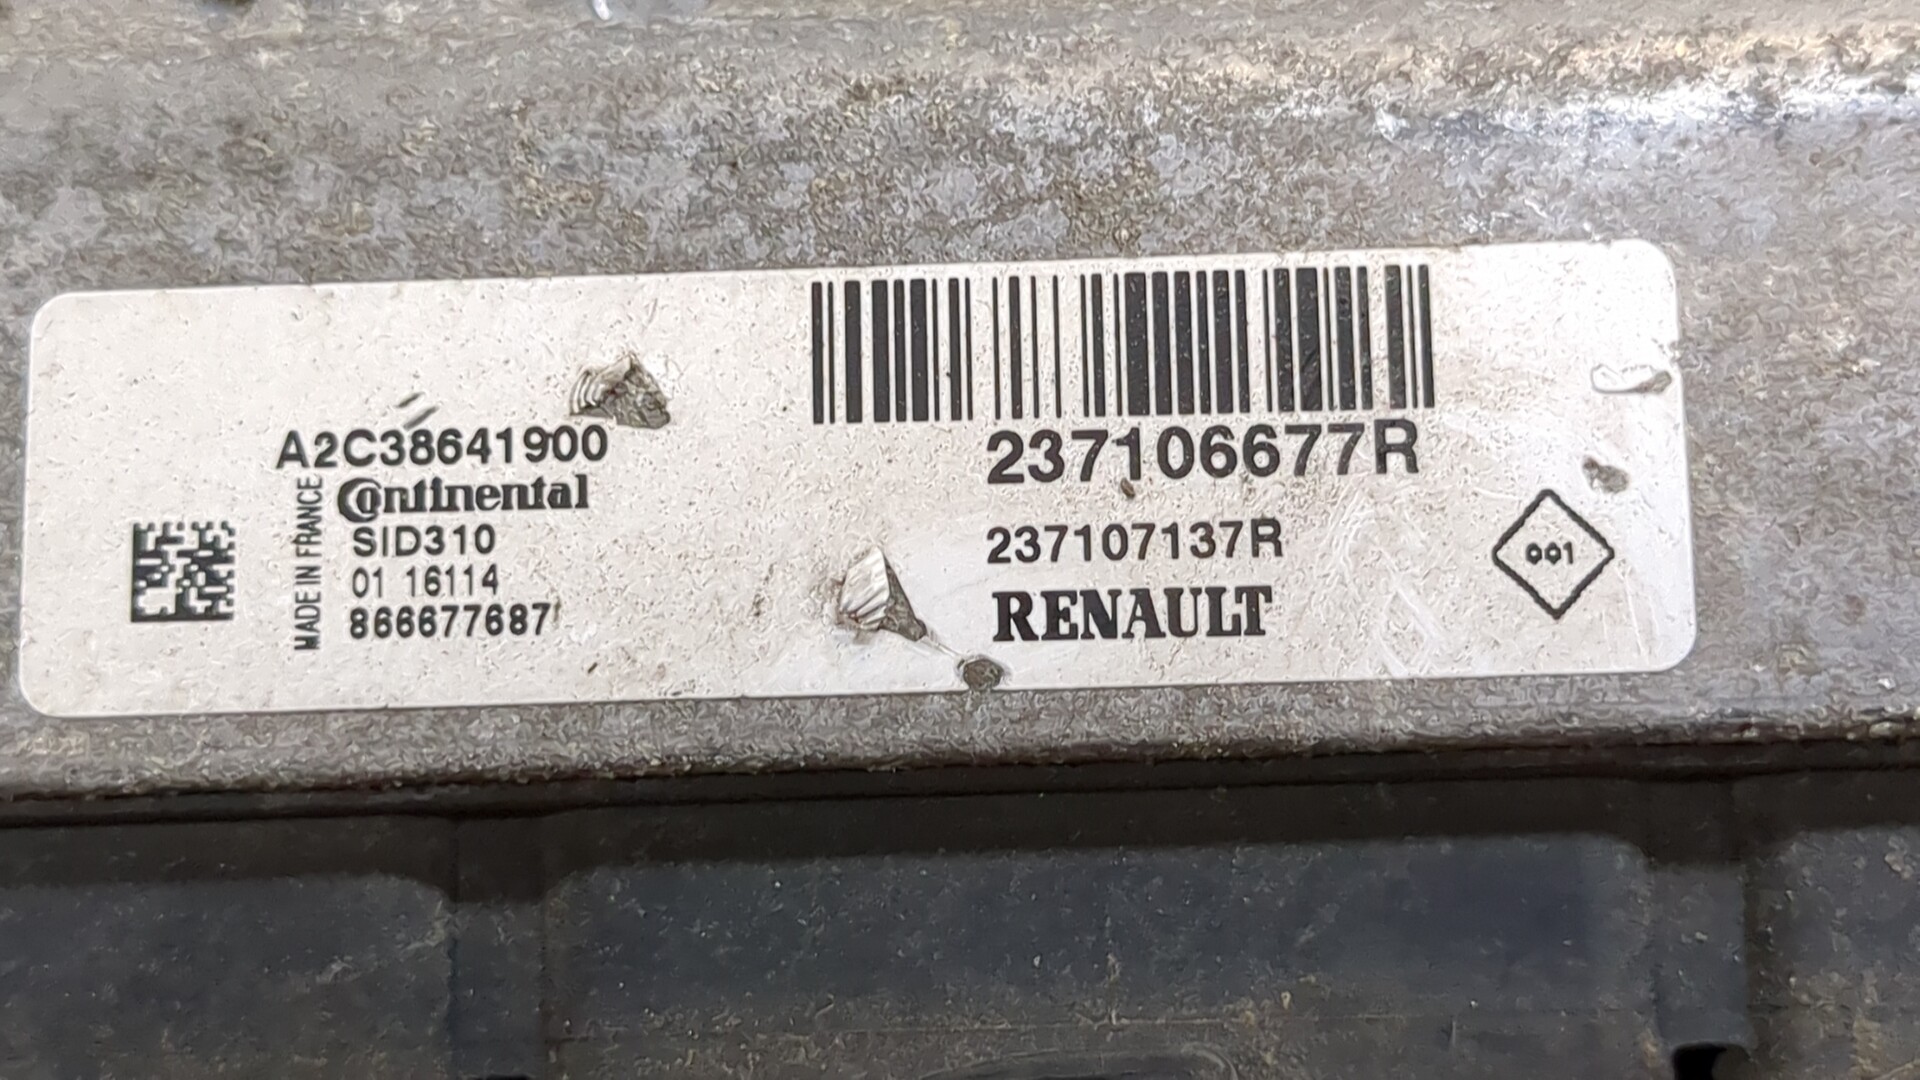 A2C38641900
Continental
MADE IN FRANCE
SID310
01 16114
866677687
237106677R
237107137R
RENAULT
001